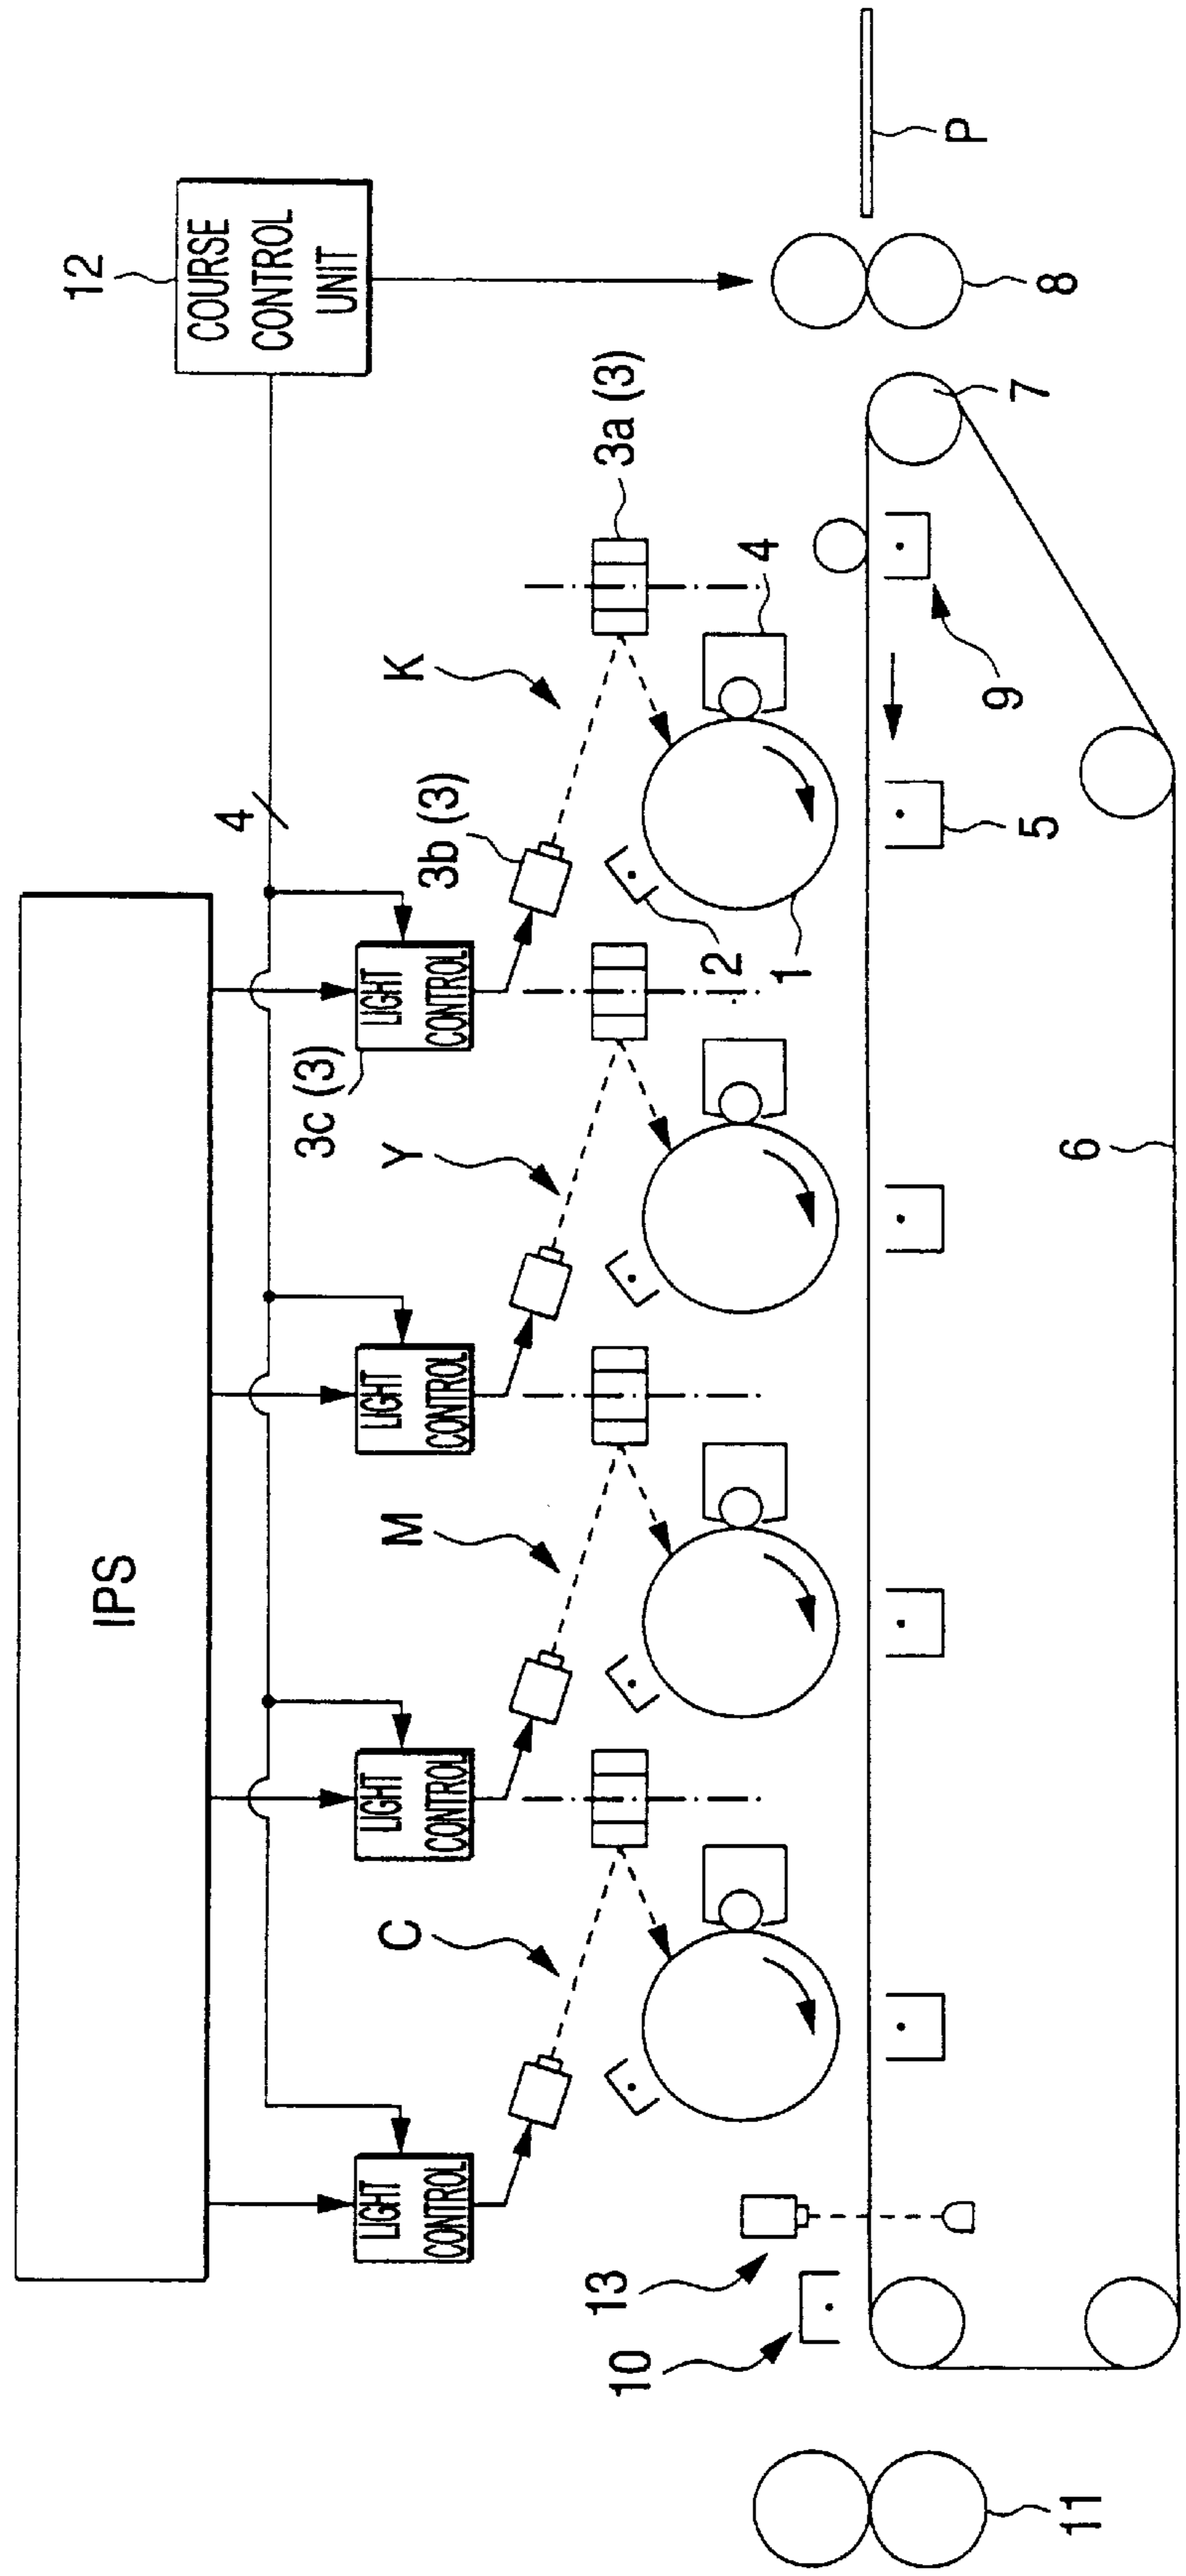 IPS
12
COURSE
CONTROL
UNIT
4
LIGHT
CONTROL
LIGHT
CONTROL
LIGHT
CONTROL
LIGHT
CONTROL
3c (3)
C
M
Y
K
3b (3)
3a (3)
2
1
4
13
10
P
8
7
9
5
6
11